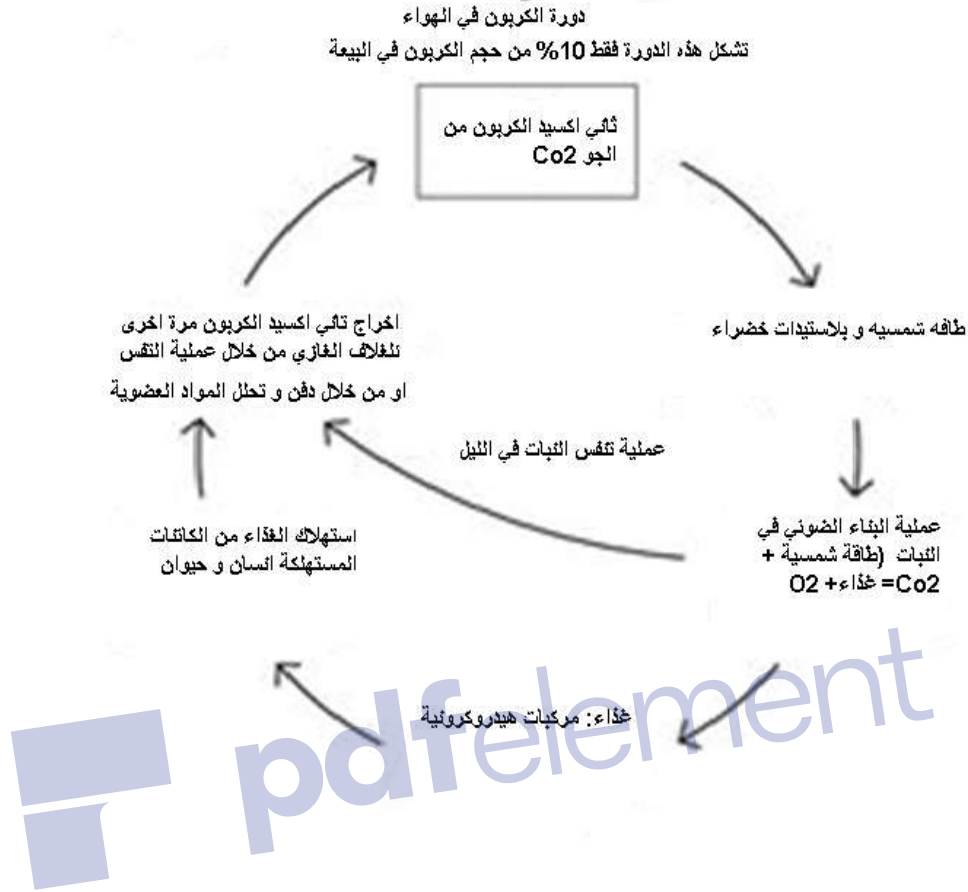 دورة الكربون في الهواء
تشكل هذه الدورة فقط 10% من حجم الكربون في البيعة
ثاني اكسيد الكربون من
الجو Co2
طاقه شمسيه و بلاستيدات خضراء
عملية البناء الضوئي في
النبات (طاقة شمسية +
Co2= غذاء+ O2
عملية تنفس النبات في الليل
غذاء: مركبات هيدروكرونية
استهلاك الغذاء من الكائنات
المستهلكة انسان و حيوان
اخراج ثاني اكسيد الكربون مرة اخرى
للغلاف الغازي من خلال عملية التفس
او من خلال دفن و تحلل المواد العضوية
pdfelement